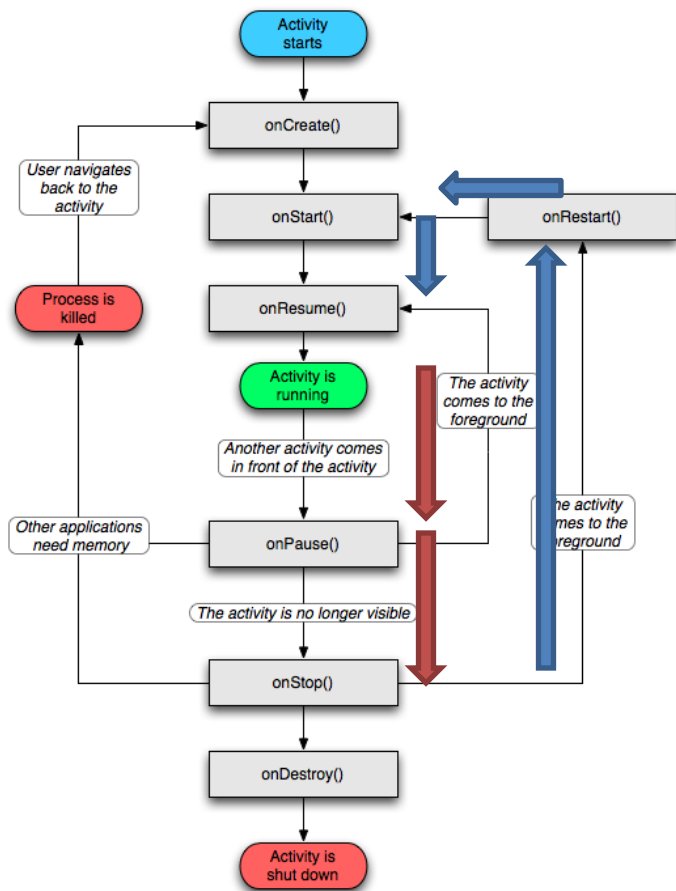 Activity
starts
onCreate()
User navigates
back to the
activity
onStart()
onRestart()
Process is
killed
onResume()
Activity is
running
The activity
comes to the
foreground
Another activity comes
in front of the activity
Other applications
need memory
onPause()
activity
to the
The activity is no longer visible
onStop()
onDestroy()
Activity is
shut down